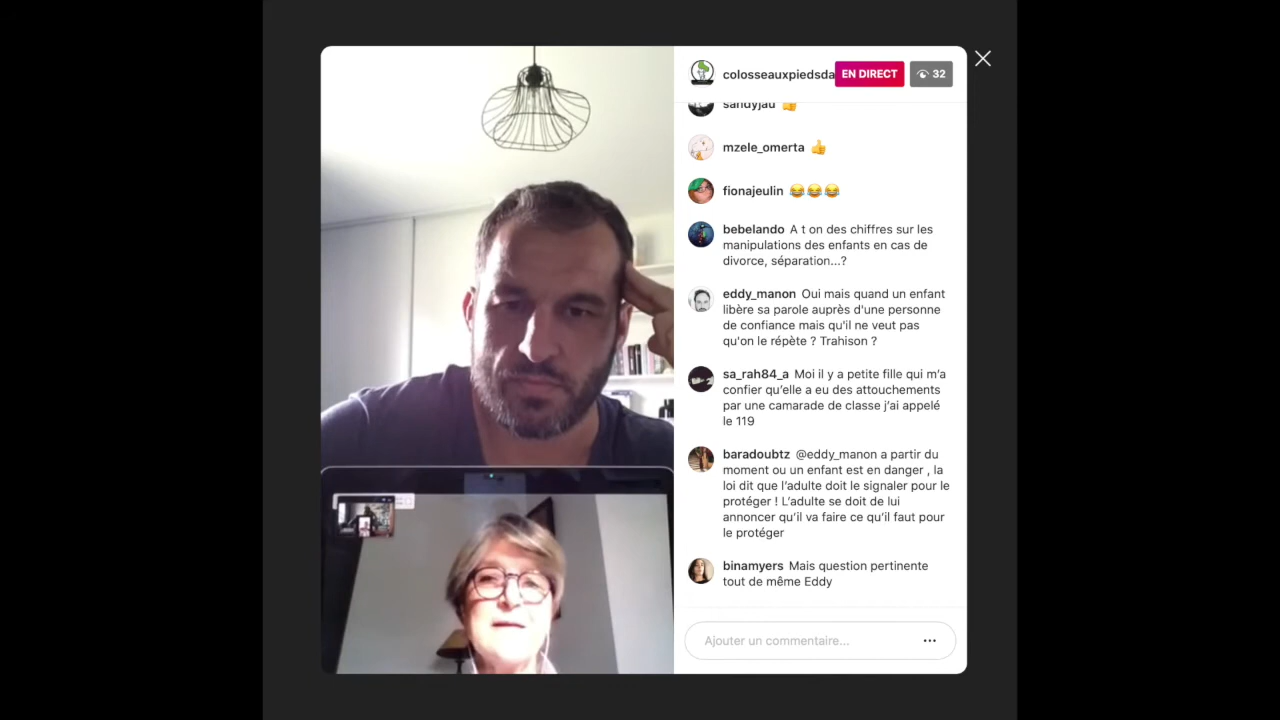 colosseauxpiedsda
EN DIRECT
32
sandyjau 👍
mzele_omerta 👍
fionajeulin 😂😂😂
bebelando A t on des chiffres sur les
manipulations des enfants en cas de
divorce, séparation...?
eddy_manon Oui mais quand un enfant
libère sa parole auprès d'une personne
de confiance mais qu'il ne veut pas
qu'on le répète ? Trahison ?
sa_rah84_a Moi il y a petite fille qui m’a
confier qu’elle a eu des attouchements
par une camarade de classe j’ai appelé
le 119
baradoubtz @eddy_manon a partir du
moment ou un enfant est en danger , la
loi dit que l’adulte doit le signaler pour le
protéger ! L’adulte se doit de lui
annoncer qu’il va faire ce qu’il faut pour
le protéger
binamyers Mais question pertinente
tout de même Eddy
Ajouter un commentaire...